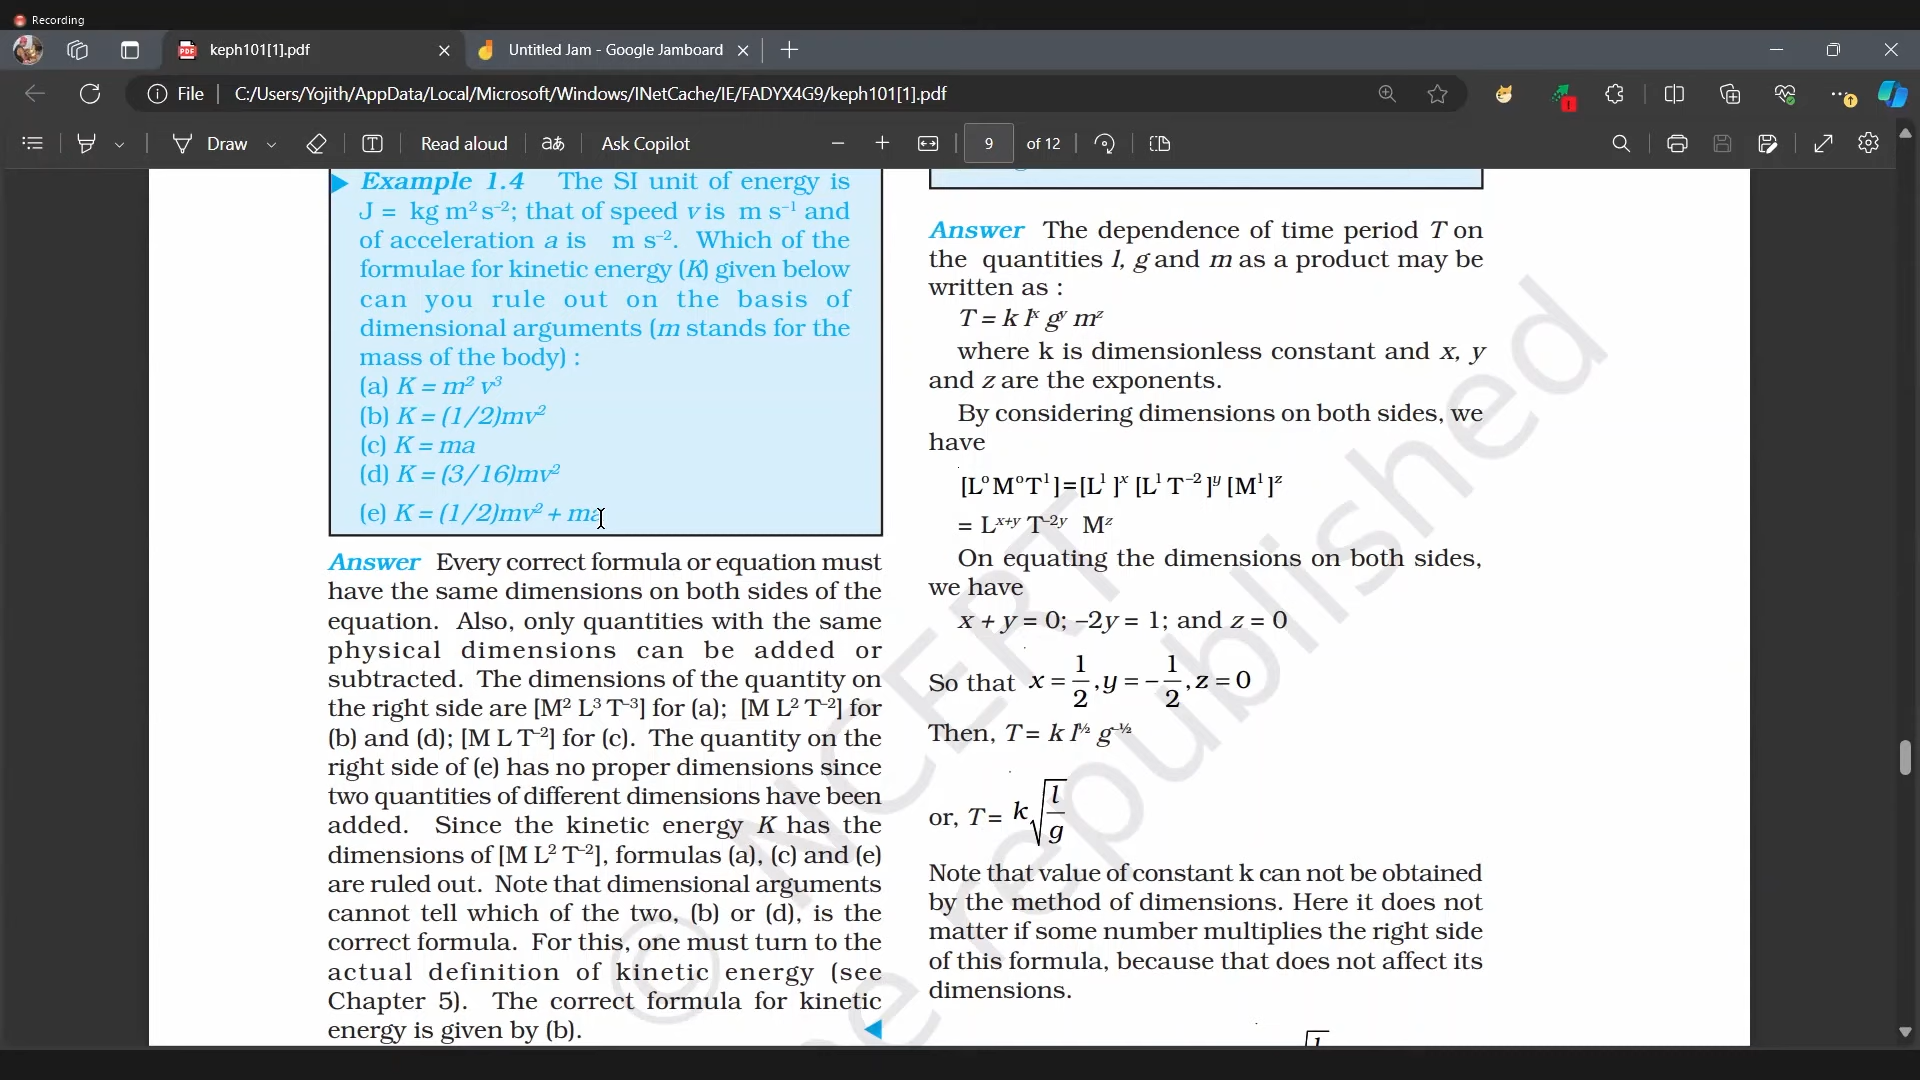 Recording
keph101[1].pdf
Untitled Jam - Google Jamboard
File
C:/Users/Yojith/AppData/Local/Microsoft/Windows/INetCache/IE/FADYX4G9/keph101[1].pdf
Draw
Read aloud
aあ
Ask Copilot
9
of 12
Example 1.4 The SI unit of energy is
J = kg m² s⁻²; that of speed v is m s⁻¹ and
of acceleration a is m s⁻². Which of the
formulae for kinetic energy (K) given below
can you rule out on the basis of
dimensional arguments (m stands for the
mass of the body) :
(a) K = m² v³
(b) K = (1/2)mv²
(c) K = ma
(d) K = (3/16)mv²
(e) K = (1/2)mv² + ma
Answer Every correct formula or equation must
have the same dimensions on both sides of the
equation. Also, only quantities with the same
physical dimensions can be added or
subtracted. The dimensions of the quantity on
the right side are [M² L³ T⁻³] for (a); [M L² T⁻²] for
(b) and (d); [M L T⁻²] for (c). The quantity on the
right side of (e) has no proper dimensions since
two quantities of different dimensions have been
added. Since the kinetic energy K has the
dimensions of [M L² T⁻²], formulas (a), (c) and (e)
are ruled out. Note that dimensional arguments
cannot tell which of the two, (b) or (d), is the
correct formula. For this, one must turn to the
actual definition of kinetic energy (see
Chapter 5). The correct formula for kinetic
energy is given by (b).
Answer The dependence of time period T on
the quantities l, g and m as a product may be
written as :
T = k lˣ gʸ mᶻ
where k is dimensionless constant and x, y
and z are the exponents.
By considering dimensions on both sides, we
have
[L⁰ M⁰ T¹]=[L¹ ]ˣ [L¹ T⁻² ]ʸ [M¹ ]ᶻ
= Lˣ⁺ʸ T⁻²ʸ Mᶻ
On equating the dimensions on both sides,
we have
x + y = 0; –2y = 1; and z = 0
So that x = 1/2, y = – 1/2, z = 0
Then, T = k l^½ g^–½
or, T = k√(l/g)
Note that value of constant k can not be obtained
by the method of dimensions. Here it does not
matter if some number multiplies the right side
of this formula, because that does not affect its
dimensions.
© NCERT
be republished